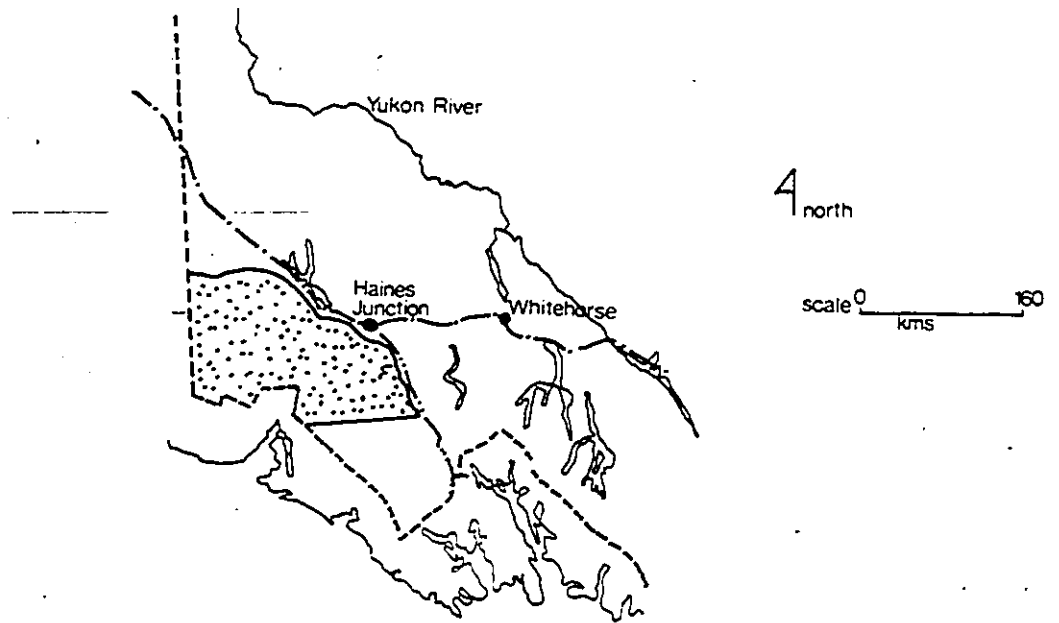 Yukon River
north
Haines
Junction
Whitehorse
scale 0 160
kms